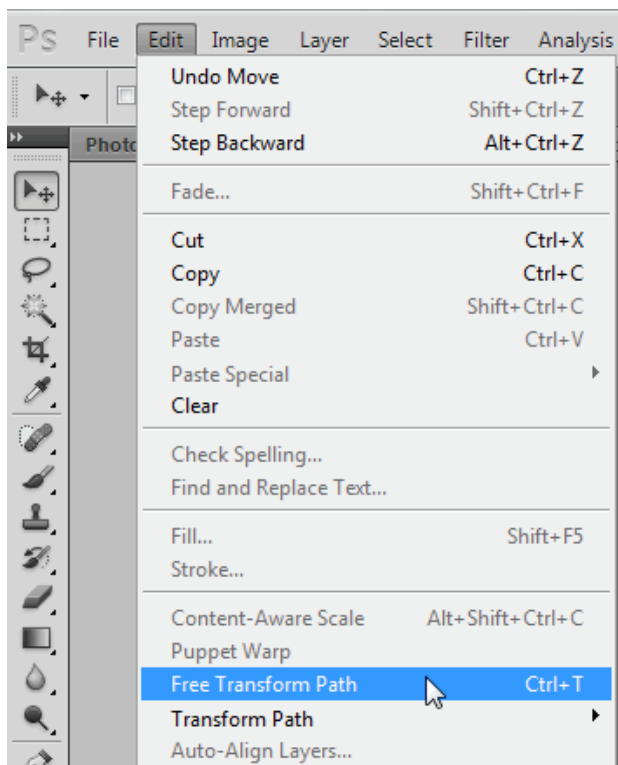 Ps File Edit Image Layer Select Filter Analysis
Undo Move Ctrl+Z
Step Forward Shift+Ctrl+Z
Photo Step Backward Alt+Ctrl+Z
Fade... Shift+Ctrl+F
Cut Ctrl+X
Copy Ctrl+C
Copy Merged Shift+Ctrl+C
Paste Ctrl+V
Paste Special
Clear
Check Spelling...
Find and Replace Text...
Fill... Shift+F5
Stroke...
Content-Aware Scale Alt+Shift+Ctrl+C
Puppet Warp
Free Transform Path Ctrl+T
Transform Path
Auto-Align Layers...